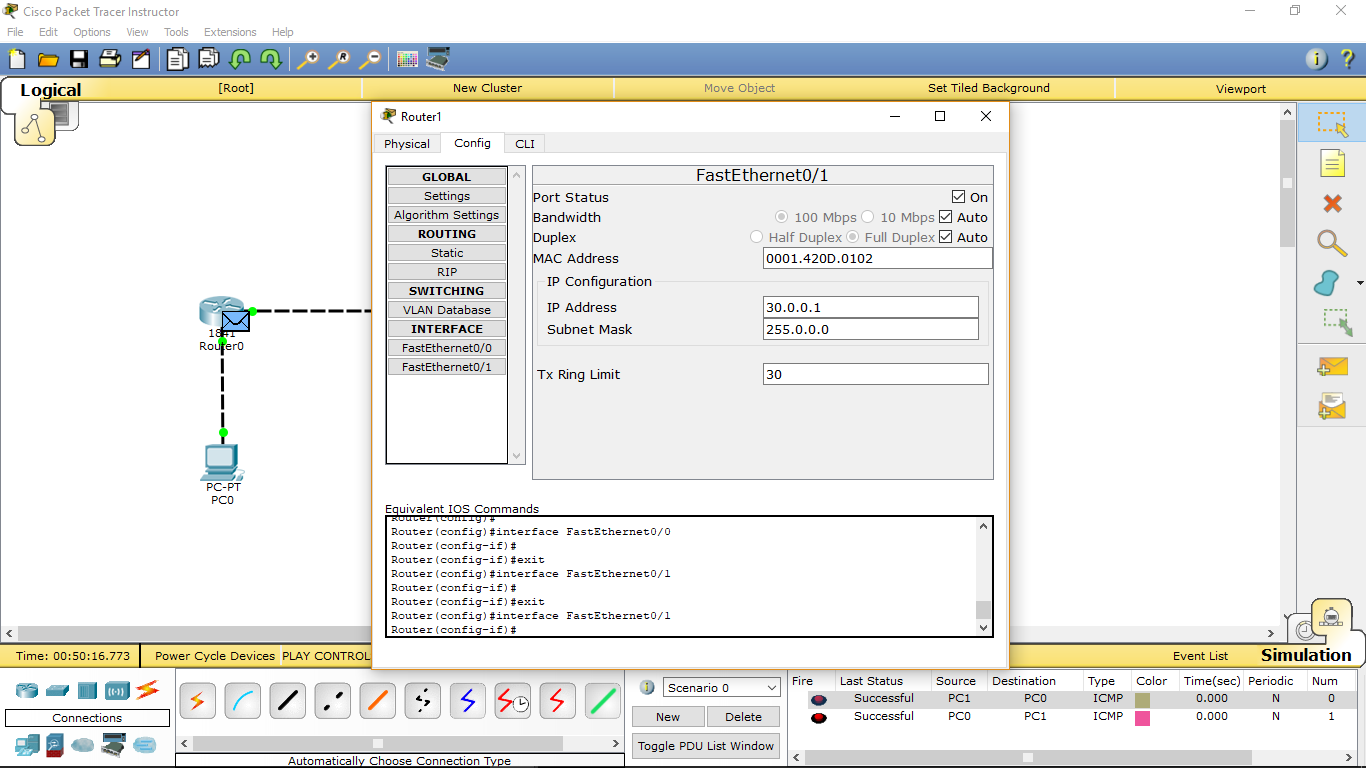 Cisco Packet Tracer Instructor
File Edit Options View Tools Extensions Help
Logical [Root] New Cluster Move Object Set Tiled Background Viewport
Router1
Physical Config CLI
GLOBAL
Settings
Algorithm Settings
ROUTING
Static
RIP
SWITCHING
VLAN Database
INTERFACE
FastEthernet0/0
FastEthernet0/1
FastEthernet0/1
Port Status On
Bandwidth 100 Mbps 10 Mbps Auto
Duplex Half Duplex Full Duplex Auto
MAC Address 0001.420D.0102
IP Configuration
IP Address 30.0.0.1
Subnet Mask 255.0.0.0
Tx Ring Limit 30
1841
Router0
PC-PT
PC0
Equivalent IOS Commands
Router(config)#
Router(config)#interface FastEthernet0/0
Router(config-if)#
Router(config-if)#exit
Router(config)#interface FastEthernet0/1
Router(config-if)#
Router(config-if)#exit
Router(config)#interface FastEthernet0/1
Router(config-if)#
Time: 00:50:16.773 Power Cycle Devices PLAY CONTROL Event List Simulation
Connections
Automatically Choose Connection Type
Scenario 0
New Delete
Toggle PDU List Window
Fire Last Status Source Destination Type Color Time(sec) Periodic Num
Successful PC1 PC0 ICMP 0.000 N 0
Successful PC0 PC1 ICMP 0.000 N 1